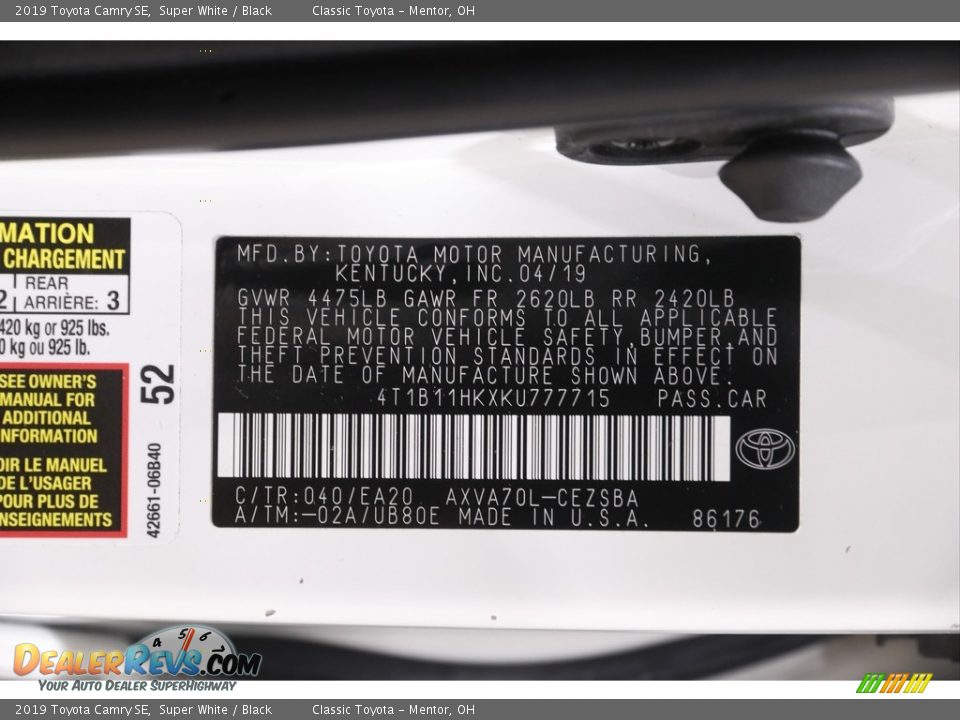 2019 Toyota Camry SE, Super White / Black Classic Toyota – Mentor, OH
MATION
CHARGEMENT
2 REAR
ARRIÈRE: 3
420 kg or 925 lbs.
0 kg ou 925 lb.
SEE OWNER'S
MANUAL FOR
ADDITIONAL
NFORMATION
OIR LE MANUEL
DE L'USAGER
POUR PLUS DE
NSEIGNEMENTS
52
42661-06B40
MFD.BY:TOYOTA MOTOR MANUFACTURING,
KENTUCKY,INC.04/19
GVWR 4475LB GAWR FR 2620LB RR 2420LB
THIS VEHICLE CONFORMS TO ALL APPLICABLE
FEDERAL MOTOR VEHICLE SAFETY,BUMPER,AND
THEFT PREVENTION STANDARDS IN EFFECT ON
THE DATE OF MANUFACTURE SHOWN ABOVE.
4T1B11HKXKU777715 PASS.CAR
C/TR:040/EA20 AXVA70L-CEZSBA
A/TM:-02A/UB80E MADE IN U.S.A. 86176
4 5 6
DEALERREVS.COM
YOUR AUTO DEALER SUPERHIGHWAY
2019 Toyota Camry SE, Super White / Black Classic Toyota – Mentor, OH